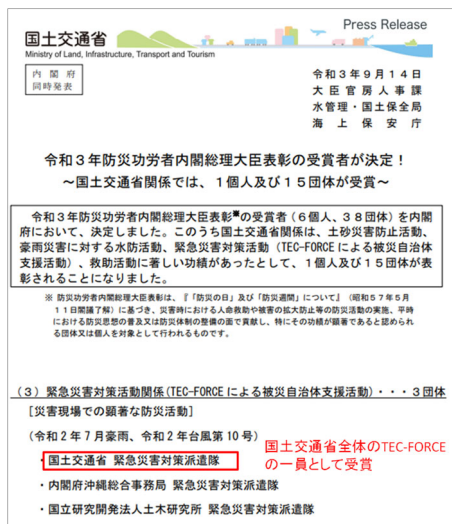 Press Release
国土交通省
Ministry of Land, Infrastructure, Transport and Tourism
内閣府
同時発表
令和３年９月１４日
大臣官房人事課
水管理・国土保全局
海上保安庁
令和３年防災功労者内閣総理大臣表彰の受賞者が決定！
～国土交通省関係では、１個人及び１５団体が受賞～
令和３年防災功労者内閣総理大臣表彰※の受賞者（６個人、３８団体）を内閣
府において、決定しました。このうち国土交通省関係は、土砂災害防止活動、
豪雨災害に対する水防活動、緊急災害対策活動（TEC-FORCEによる被災自治体
支援活動）、救助活動に著しい功績があったとして、１個人及び１５団体が表
彰されることになりました。
※ 防災功労者内閣総理大臣表彰は、『「防災の日」及び「防災週間」について』（昭和５７年５月
１１日閣議了解）に基づき、災害時における人命救助や被害の拡大防止等の防災活動の実施、平時
における防災思想の普及又は防災体制の整備の面で貢献し、特にその功績が顕著であると認められ
る団体又は個人を対象として行われるものです。
（３）緊急災害対策活動関係（TEC-FORCEによる被災自治体支援活動）・・・３団体
［災害現場での顕著な防災活動］
（令和２年７月豪雨、令和２年台風第１０号）
・国土交通省 緊急災害対策派遣隊
国土交通省全体のTEC-FORCE
の一員として受賞
・内閣府沖縄総合事務局 緊急災害対策派遣隊
・国立研究開発法人土木研究所 緊急災害対策派遣隊